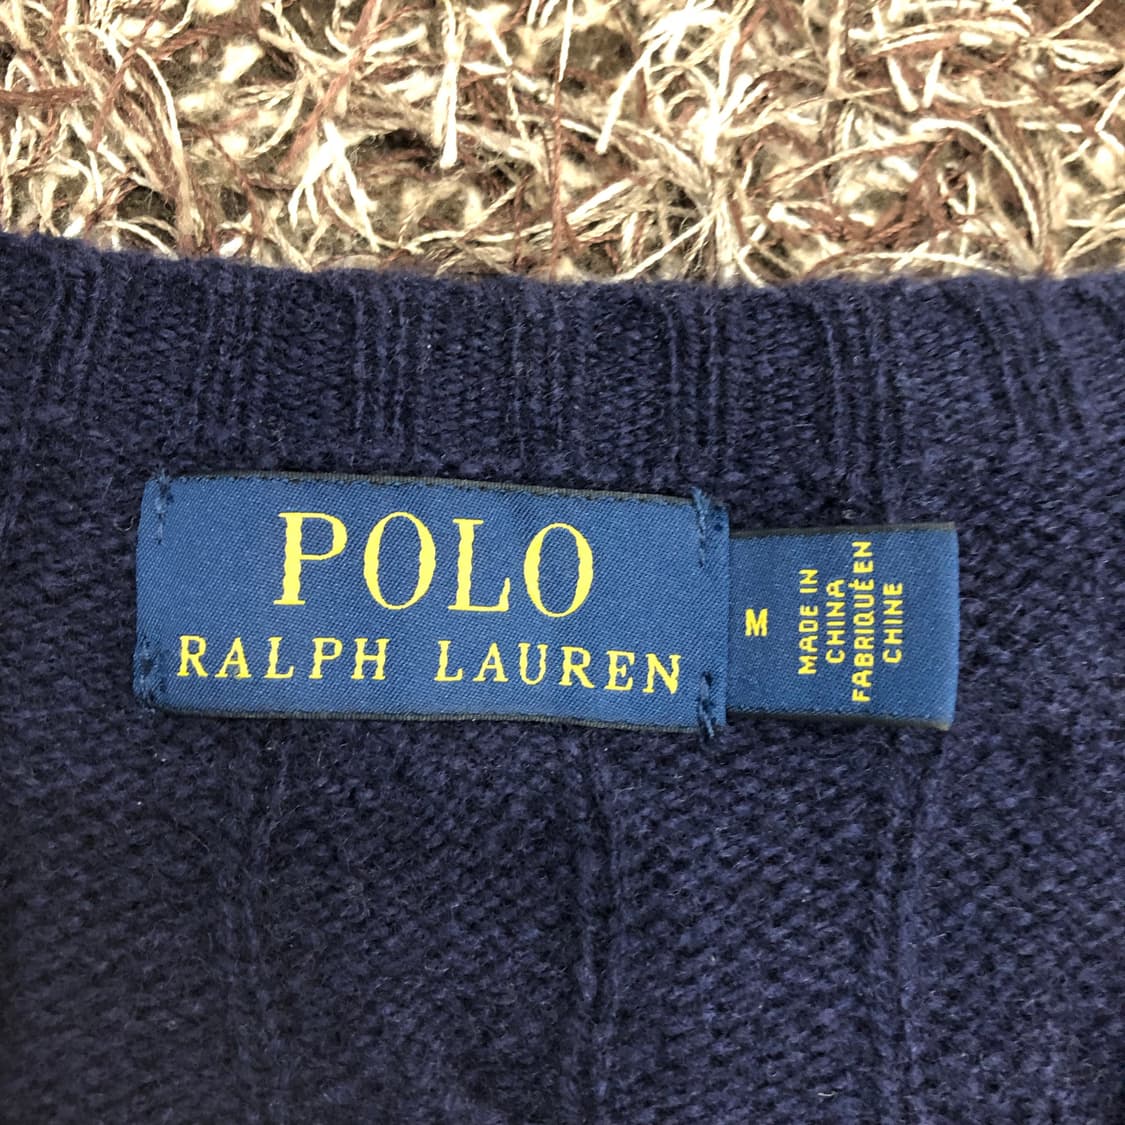 POLO
RALPH LAUREN
M
MADE IN
CHINA
FABRIQUÉ EN
CHINE